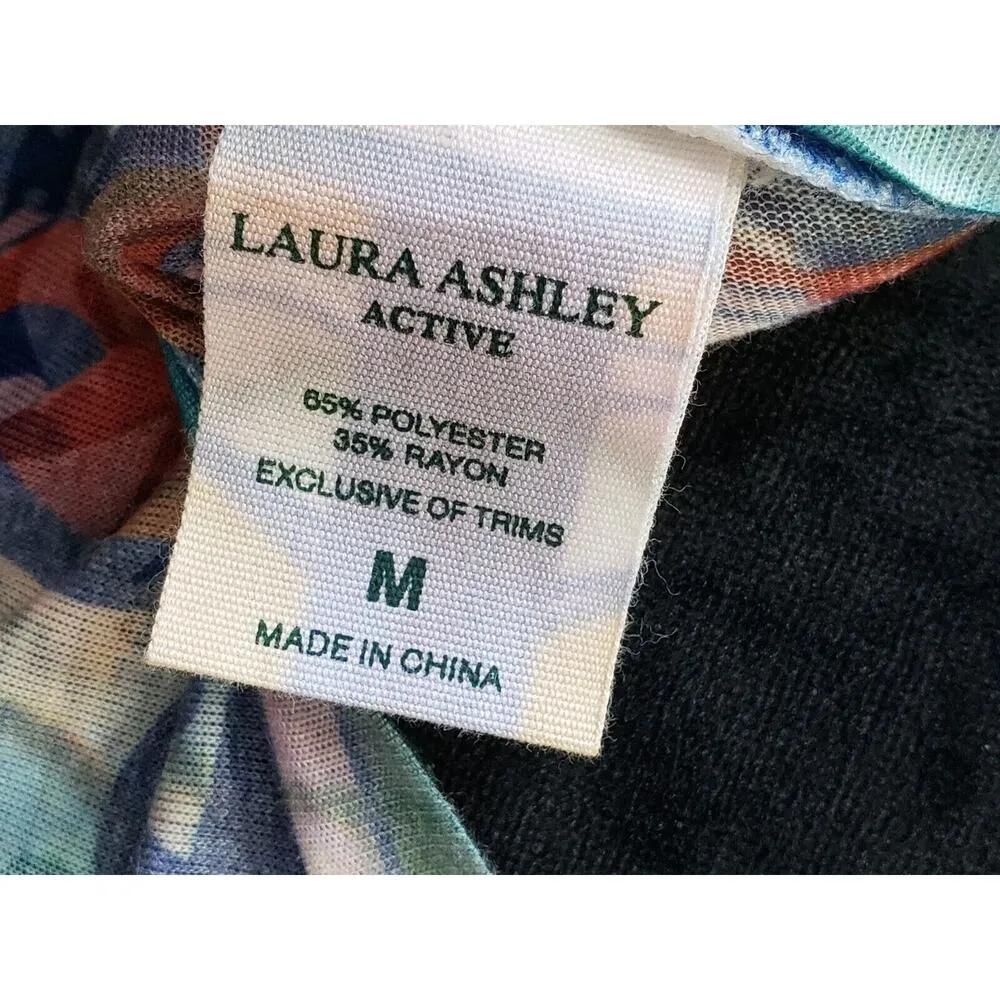 LAURA ASHLEY
ACTIVE
65% POLYESTER
35% RAYON
EXCLUSIVE OF TRIMS
M
MADE IN CHINA